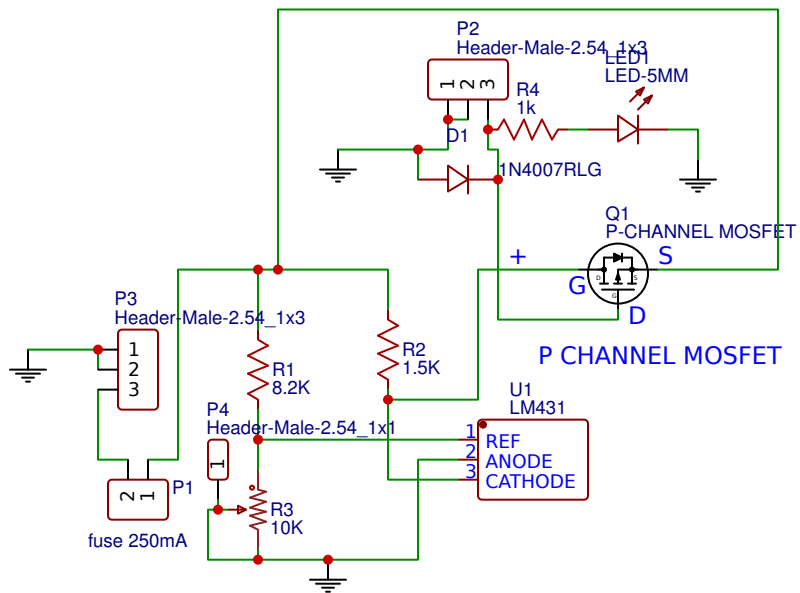 P2
Header-Male-2.54_1x3
LED1
LED-5MM
1
2
3
R4
1k
D1
1N4007RLG
Q1
P-CHANNEL MOSFET
+
S
G
D
D
S
G
P CHANNEL MOSFET
P3
Header-Male-2.54_1x3
1
2
3
R1
8.2K
R2
1.5K
U1
LM431
P4
Header-Male-2.54_1x1
1
1
REF
2
ANODE
3
CATHODE
2
1
P1
R3
10K
fuse 250mA